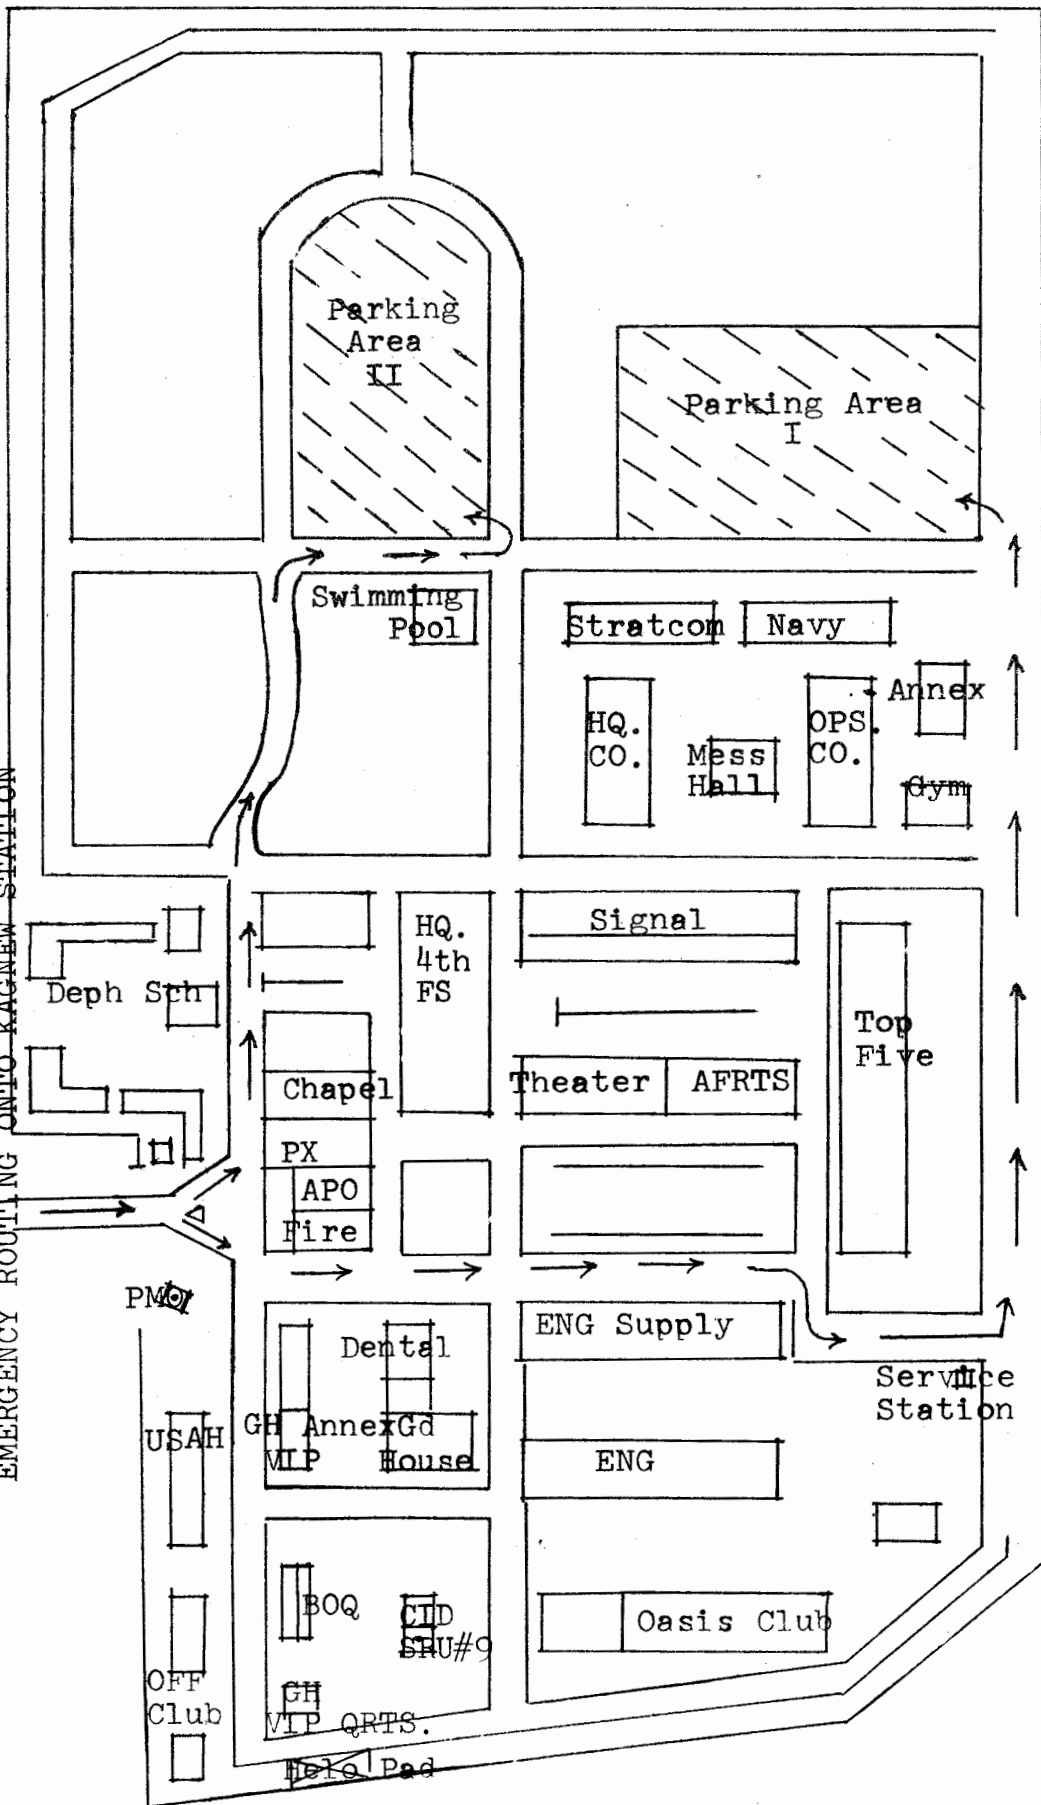 EMERGENCY ROUTING ONTO KAGNEW STATION
Parking
Area
II
Parking Area
I
Swimming
Pool
Stratcom
Navy
Annex
HQ.
CO.
Mess
Hall
OPS.
CO.
Gym
Deph Sch
HQ.
4th
FS
Signal
Top
Five
Chapel
Theater
AFRTS
PX
APO
Fire
PMO
Dental
ENG Supply
Service
Station
USAH
GH Annex
VIP
Gd
House
ENG
BOQ
CID
SRU#9
Oasis Club
OFF
Club
GH
VIP QRTS.
Helo Pad